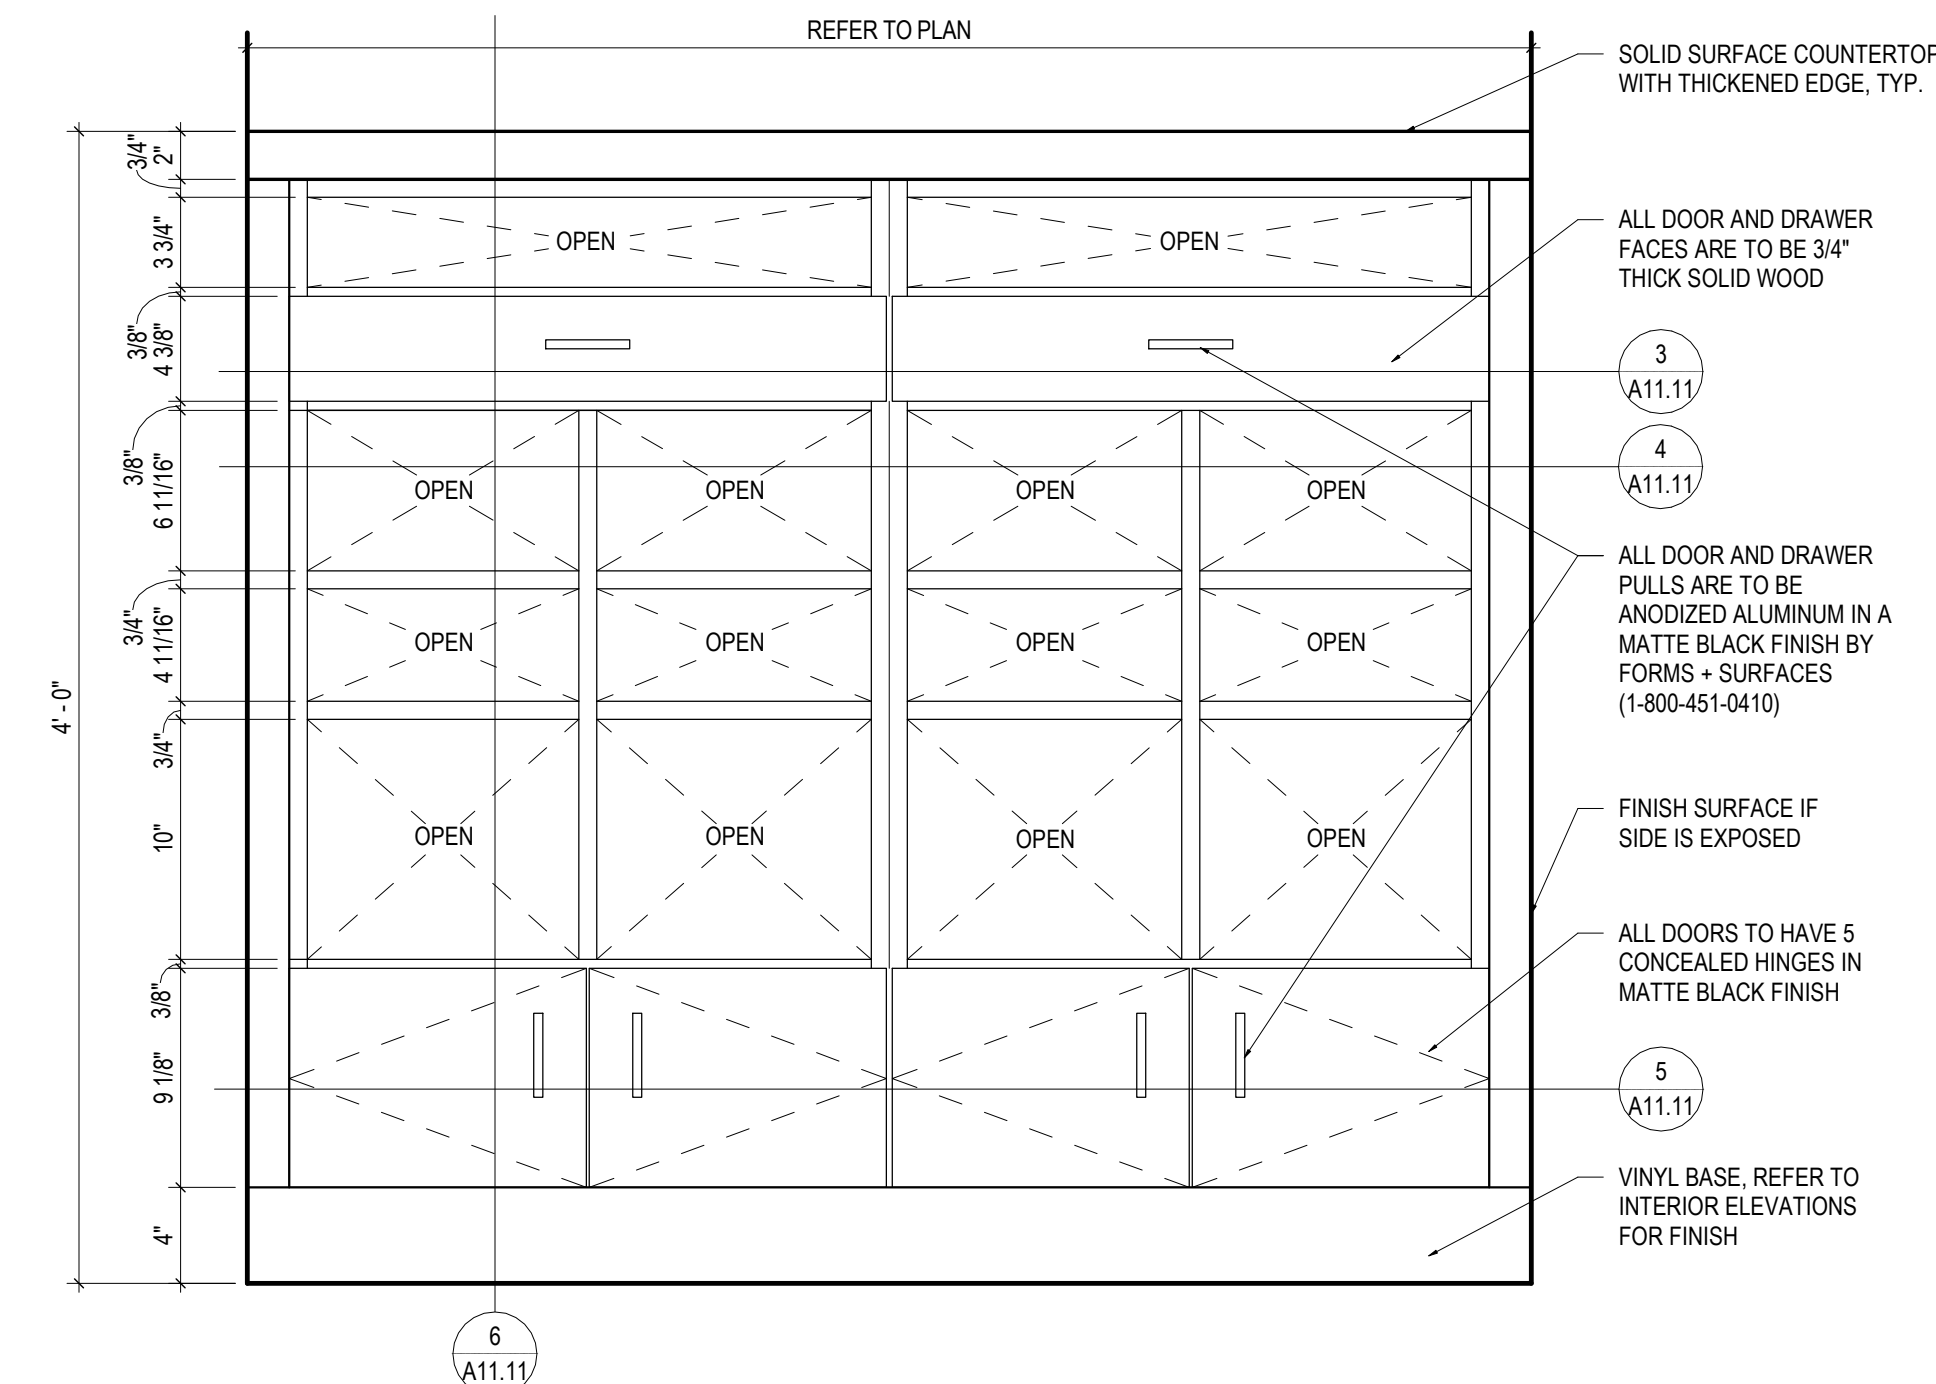 REFER TO PLAN
SOLID SURFACE COUNTERTOP
WITH THICKENED EDGE, TYP.
3/4"
2"
3 3/4"
3/8"
4 3/8"
3/8"
6 11/16"
3/4"
4 11/16"
3/4"
10"
3/8"
9 1/8"
4"
4' - 0"
OPEN
OPEN
OPEN
OPEN
OPEN
OPEN
OPEN
OPEN
OPEN
OPEN
OPEN
OPEN
OPEN
OPEN
ALL DOOR AND DRAWER
FACES ARE TO BE 3/4"
THICK SOLID WOOD
3
A11.11
4
A11.11
ALL DOOR AND DRAWER
PULLS ARE TO BE
ANODIZED ALUMINUM IN A
MATTE BLACK FINISH BY
FORMS + SURFACES
(1-800-451-0410)
FINISH SURFACE IF
SIDE IS EXPOSED
ALL DOORS TO HAVE 5
CONCEALED HINGES IN
MATTE BLACK FINISH
5
A11.11
VINYL BASE, REFER TO
INTERIOR ELEVATIONS
FOR FINISH
6
A11.11